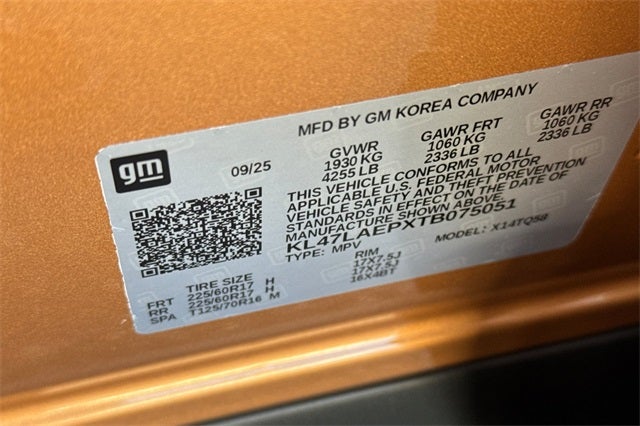 gm
09/25
MFD BY GM KOREA COMPANY
GVWR GAWR FRT GAWR RR
1930 KG 1060 KG 1060 KG
4255 LB 2336 LB 2336 LB
THIS VEHICLE CONFORMS TO ALL
APPLICABLE U.S. FEDERAL MOTOR
VEHICLE SAFETY AND THEFT PREVENTION
STANDARDS IN EFFECT ON THE DATE OF
MANUFACTURE SHOWN ABOVE.
KL47LAEPXTB075051
TYPE: MPV MODEL: X14TQ58
TIRE SIZE RIM
FRT 225/60R17 H 17X7.5J
RR 225/60R17 H 17X7.5J
SPA T125/70R16 M 16X4BT